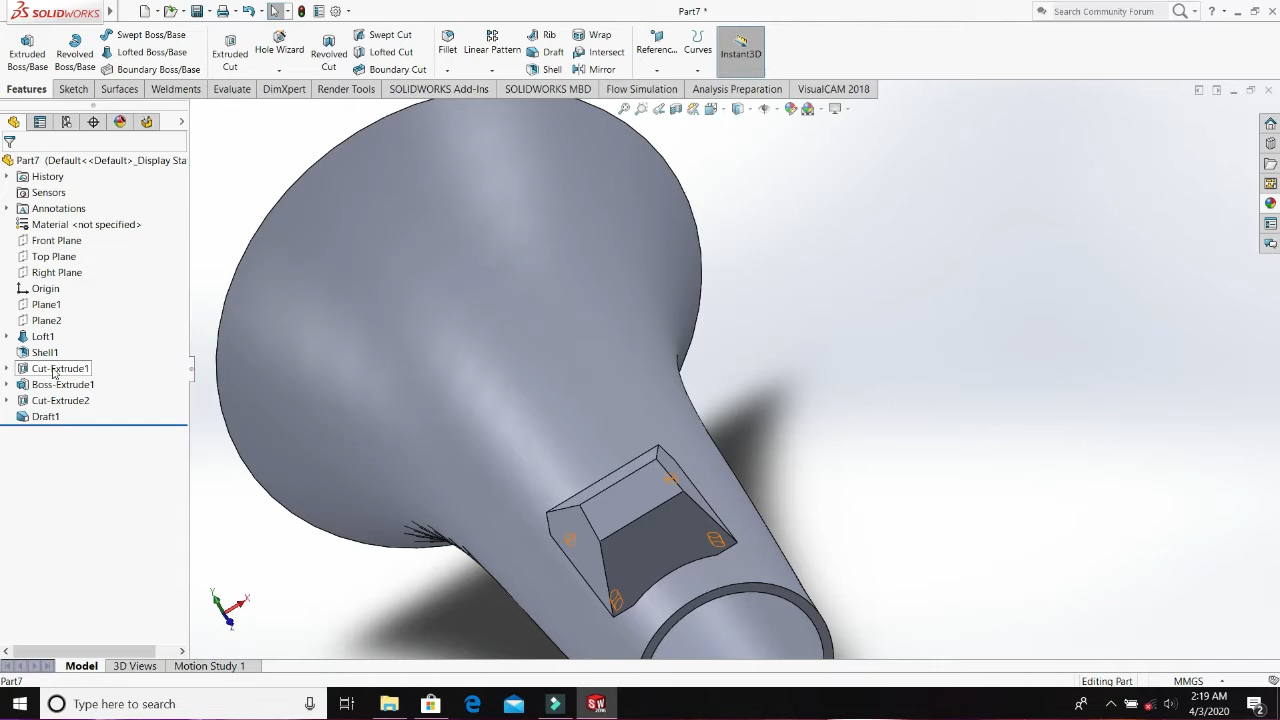 SOLIDWORKS
Part7 *
Search Community Forum
Extruded Boss/Base
Revolved Boss/Base
Swept Boss/Base
Lofted Boss/Base
Boundary Boss/Base
Extruded Cut
Hole Wizard
Revolved Cut
Swept Cut
Lofted Cut
Boundary Cut
Fillet
Linear Pattern
Rib
Draft
Shell
Wrap
Intersect
Mirror
Referenc...
Curves
Instant3D
Features
Sketch
Surfaces
Weldments
Evaluate
DimXpert
Render Tools
SOLIDWORKS Add-Ins
SOLIDWORKS MBD
Flow Simulation
Analysis Preparation
VisualCAM 2018
Part7 (Default<<Default>_Display Sta
History
Sensors
Annotations
Material <not specified>
Front Plane
Top Plane
Right Plane
Origin
Plane1
Plane2
Loft1
Shell1
Cut-Extrude1
Boss-Extrude1
Cut-Extrude2
Draft1
Y
X
Z
Model
3D Views
Motion Study 1
Part7
Editing Part
MMGS
Type here to search
2:19 AM
4/3/2020